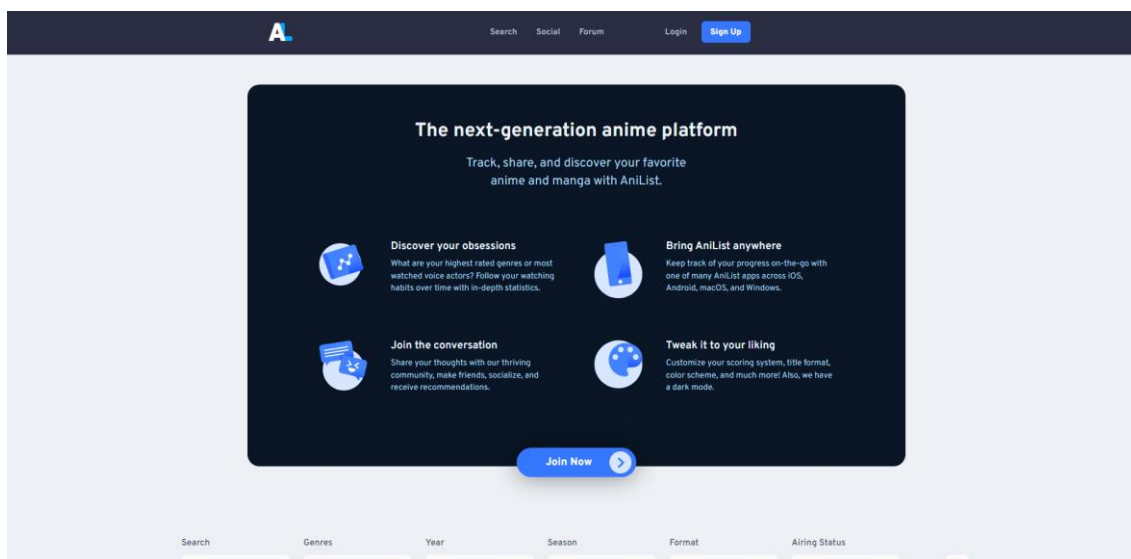 AL
Search Social Forum Login Sign Up
The next-generation anime platform
Track, share, and discover your favorite
anime and manga with AniList.
Discover your obsessions
What are your highest rated genres or most
watched voice actors? Follow your watching
habits over time with in-depth statistics.
Bring AniList anywhere
Keep track of your progress on-the-go with
one of many AniList apps across iOS,
Android, macOS, and Windows.
Join the conversation
Share your thoughts with our thriving
community, make friends, socialize, and
receive recommendations.
Tweak it to your liking
Customize your scoring system, title format,
color scheme, and much more! Also, we have
a dark mode.
Join Now
Search Genres Year Season Format Airing Status